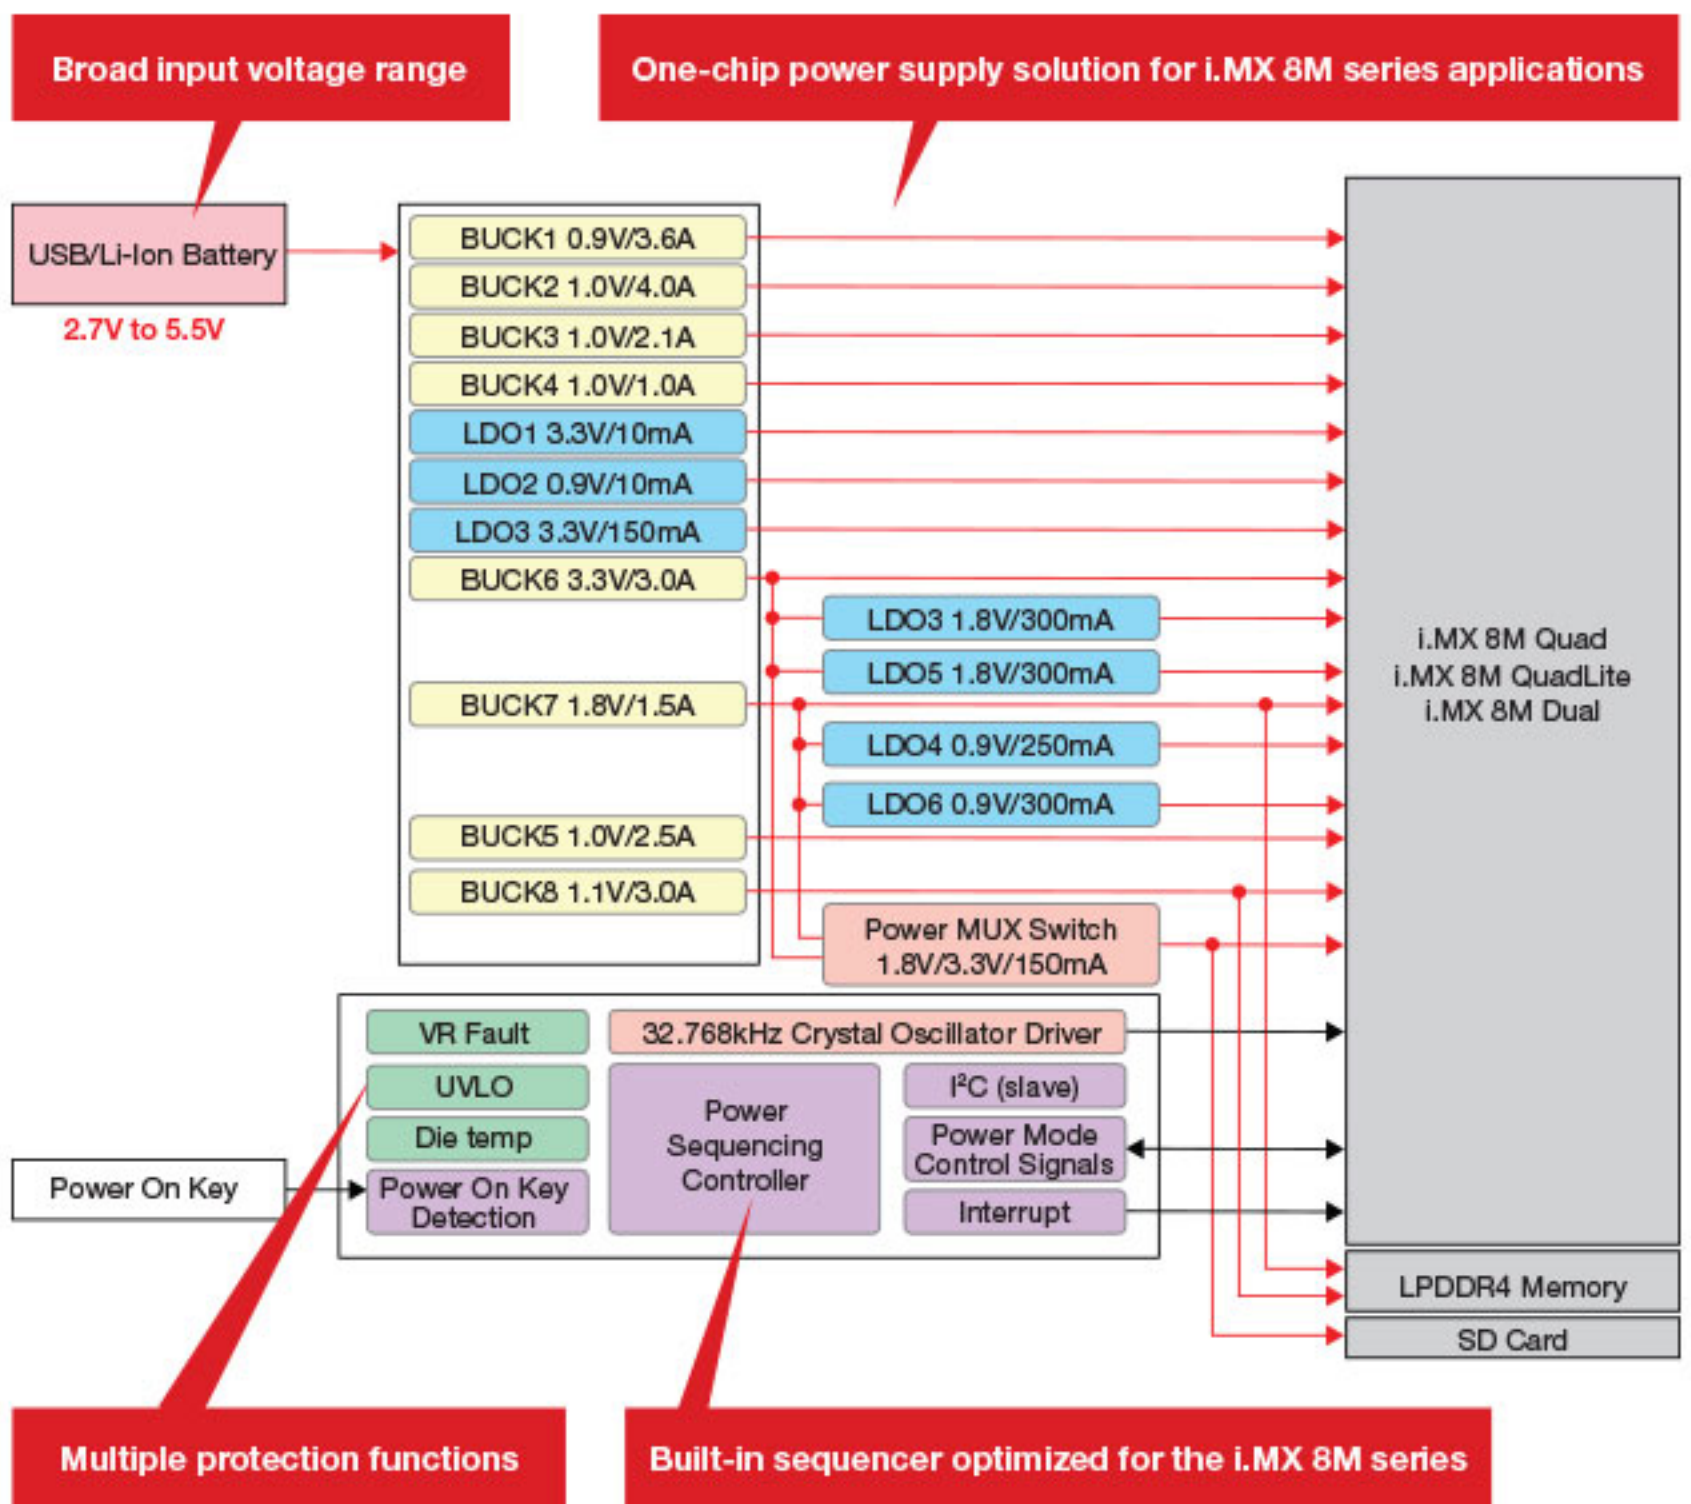 Broad input voltage range
One-chip power supply solution for i.MX 8M series applications
USB/Li-Ion Battery
2.7V to 5.5V
BUCK1 0.9V/3.6A
BUCK2 1.0V/4.0A
BUCK3 1.0V/2.1A
BUCK4 1.0V/1.0A
LDO1 3.3V/10mA
LDO2 0.9V/10mA
LDO3 3.3V/150mA
BUCK6 3.3V/3.0A
LDO3 1.8V/300mA
LDO5 1.8V/300mA
BUCK7 1.8V/1.5A
LDO4 0.9V/250mA
LDO6 0.9V/300mA
BUCK5 1.0V/2.5A
BUCK8 1.1V/3.0A
Power MUX Switch
1.8V/3.3V/150mA
i.MX 8M Quad
i.MX 8M QuadLite
i.MX 8M Dual
VR Fault
UVLO
Die temp
Power On Key
Power On Key
Detection
32.768kHz Crystal Oscillator Driver
Power
Sequencing
Controller
I²C (slave)
Power Mode
Control Signals
Interrupt
LPDDR4 Memory
SD Card
Multiple protection functions
Built-in sequencer optimized for the i.MX 8M series